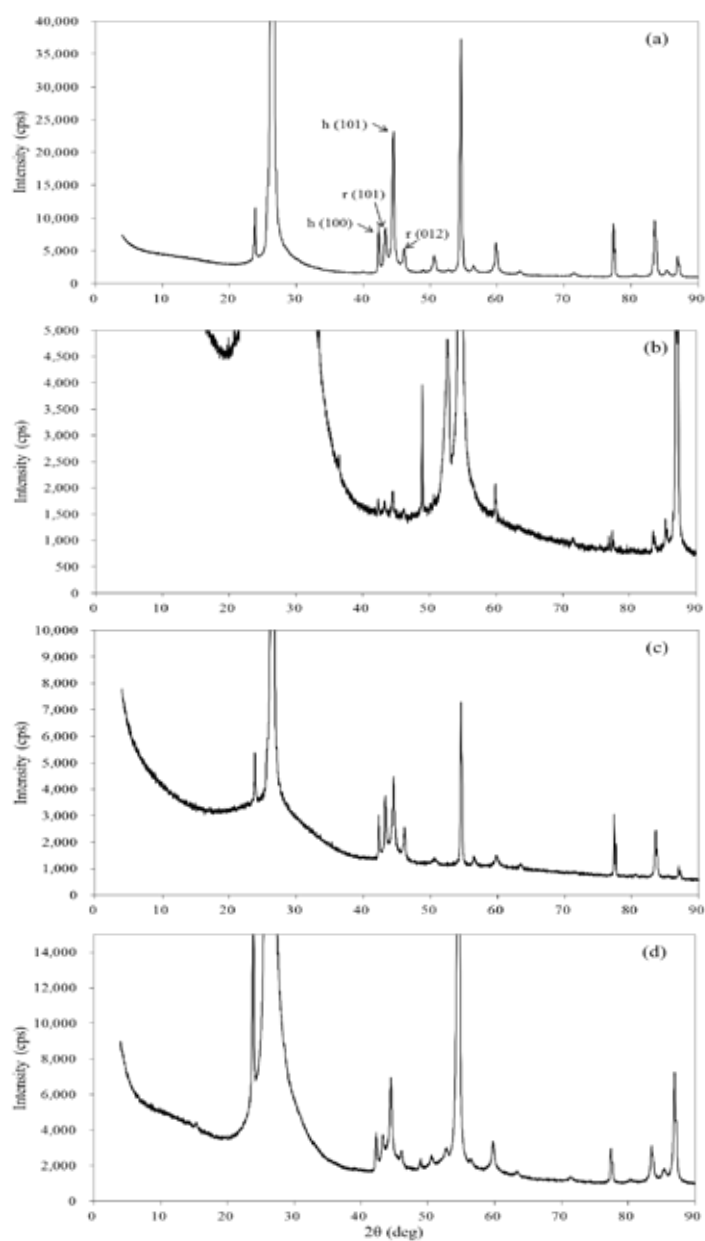 40,000
(a)
35,000
30,000
25,000
h (101)
20,000
15,000
r (101)
10,000
h (100)
r (012)
5,000
0
Intensity (cps)
0 10 20 30 40 50 60 70 80 90
5,000
(b)
4,500
4,000
3,500
3,000
2,500
2,000
1,500
1,000
500
0
Intensity (cps)
0 10 20 30 40 50 60 70 80 90
10,000
(c)
9,000
8,000
7,000
6,000
5,000
4,000
3,000
2,000
1,000
0
Intensity (cps)
0 10 20 30 40 50 60 70 80 90
14,000
(d)
12,000
10,000
8,000
6,000
4,000
2,000
0
Intensity (cps)
0 10 20 30 40 50 60 70 80 90
2θ (deg)